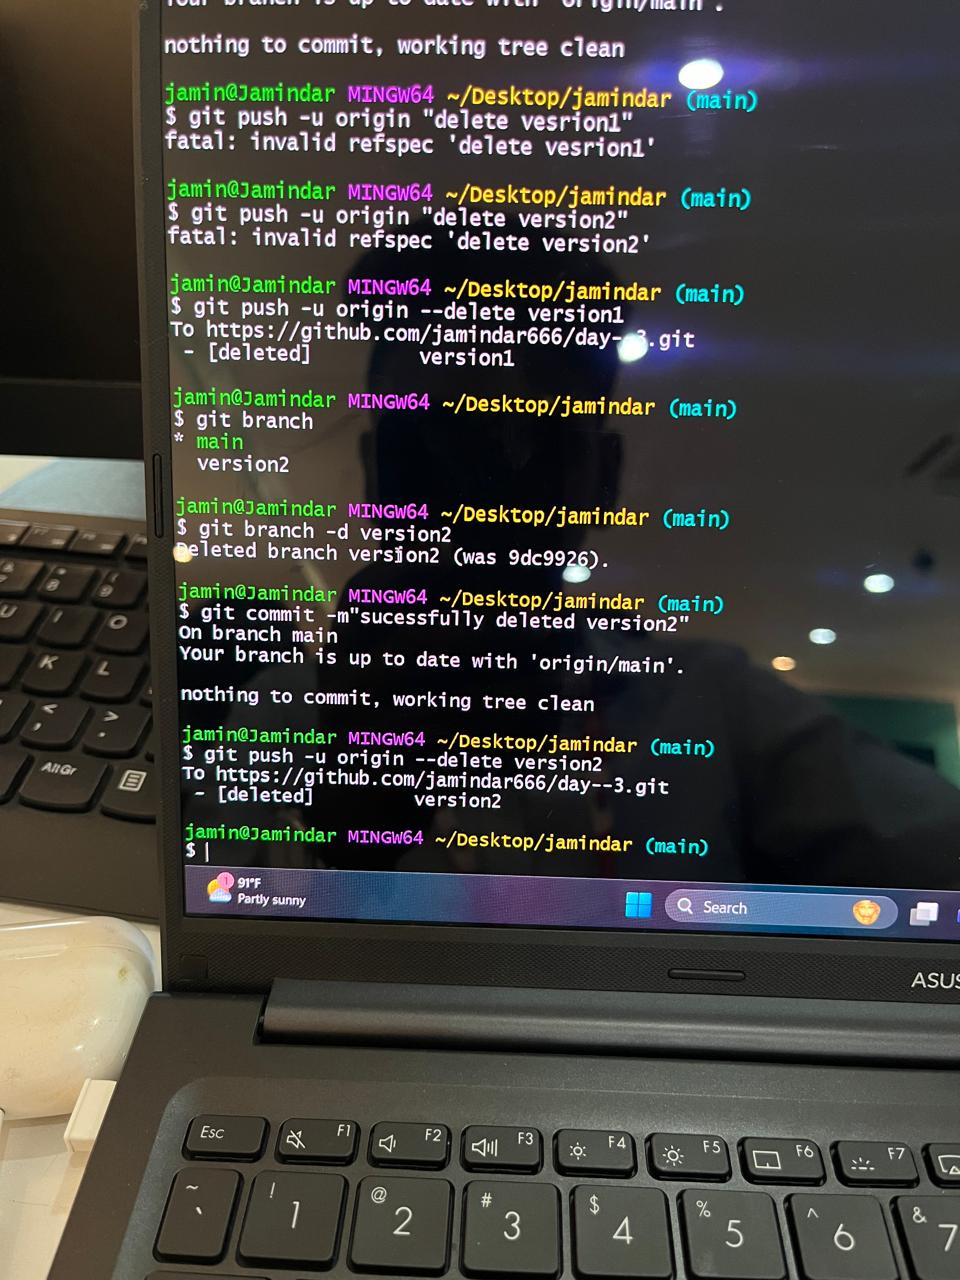 Your branch is up to date with 'origin/main'.
nothing to commit, working tree clean
jamin@Jamindar MINGW64 ~/Desktop/jamindar (main)
$ git push -u origin "delete vesrion1"
fatal: invalid refspec 'delete vesrion1'
jamin@Jamindar MINGW64 ~/Desktop/jamindar (main)
$ git push -u origin "delete version2"
fatal: invalid refspec 'delete version2'
jamin@Jamindar MINGW64 ~/Desktop/jamindar (main)
$ git push -u origin --delete version1
To https://github.com/jamindar666/day--3.git
- [deleted] version1
jamin@Jamindar MINGW64 ~/Desktop/jamindar (main)
$ git branch
* main
version2
jamin@Jamindar MINGW64 ~/Desktop/jamindar (main)
$ git branch -d version2
Deleted branch version2 (was 9dc9926).
jamin@Jamindar MINGW64 ~/Desktop/jamindar (main)
$ git commit -m"sucessfully deleted version2"
On branch main
Your branch is up to date with 'origin/main'.
nothing to commit, working tree clean
jamin@Jamindar MINGW64 ~/Desktop/jamindar (main)
$ git push -u origin --delete version2
To https://github.com/jamindar666/day--3.git
- [deleted] version2
jamin@Jamindar MINGW64 ~/Desktop/jamindar (main)
$
1
91°F
Partly sunny
Search
ASUS
Esc F1 F2 F3 F4 F5 F6 F7
~ ` ! 1 @ 2 # 3 $ 4 % 5 ^ 6 & 7
8 9
U I O
K L
< , > .
Alt Gr